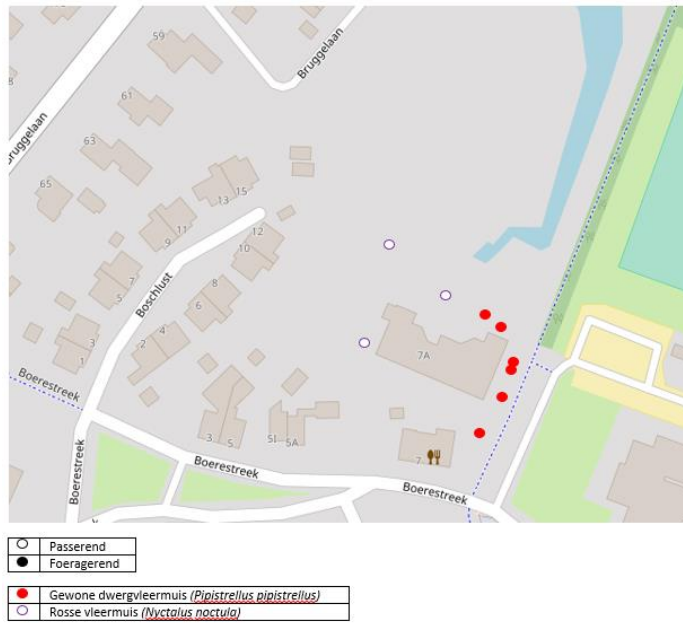 59
Bruggelaan
61
Bruggelaan
63
65
13
15
11
9
12
10
7
5
8
6
Boschlust
3
1
4
2
7A
Boerestreek
3
5
5I
5A
7
Boerestreek
Boerestreek
Boerestreek
Passerend
Foeragerend
Gewone dwergvleermuis (Pipistrellus pipistrellus)
Rosse vleermuis (Nyctalus noctula)